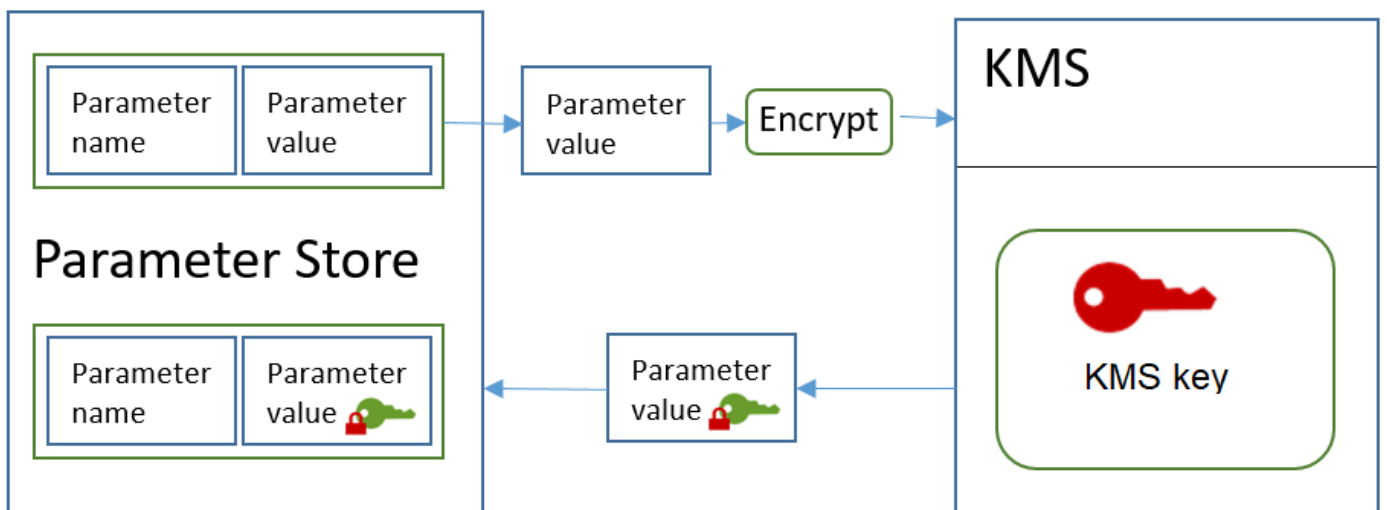 Parameter
name
Parameter
value
Parameter
value
Encrypt
KMS
Parameter Store
KMS key
Parameter
name
Parameter
value
Parameter
value